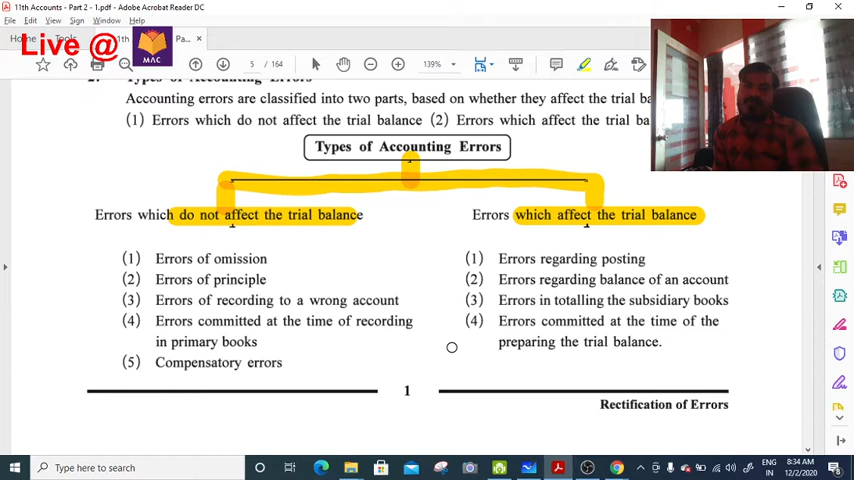 11th Accounts - Part 2 - 1.pdf - Adobe Acrobat Reader DC
File Edit View Sign Window Help
Home
Pa...
Live @
MAC
5 / 164
139%
Types of Accounting Errors
Accounting errors are classified into two parts, based on whether they affect the trial
(1) Errors which do not affect the trial balance (2) Errors which affect the trial
Types of Accounting Errors
Errors which do not affect the trial balance
Errors which affect the trial balance
(1) Errors of omission
(2) Errors of principle
(3) Errors of recording to a wrong account
(4) Errors committed at the time of recording
in primary books
(5) Compensatory errors
(1) Errors regarding posting
(2) Errors regarding balance of an account
(3) Errors in totalling the subsidiary books
(4) Errors committed at the time of the
preparing the trial balance.
1
Rectification of Errors
Type here to search
ENG
IN
8:34 AM
12/2/2020